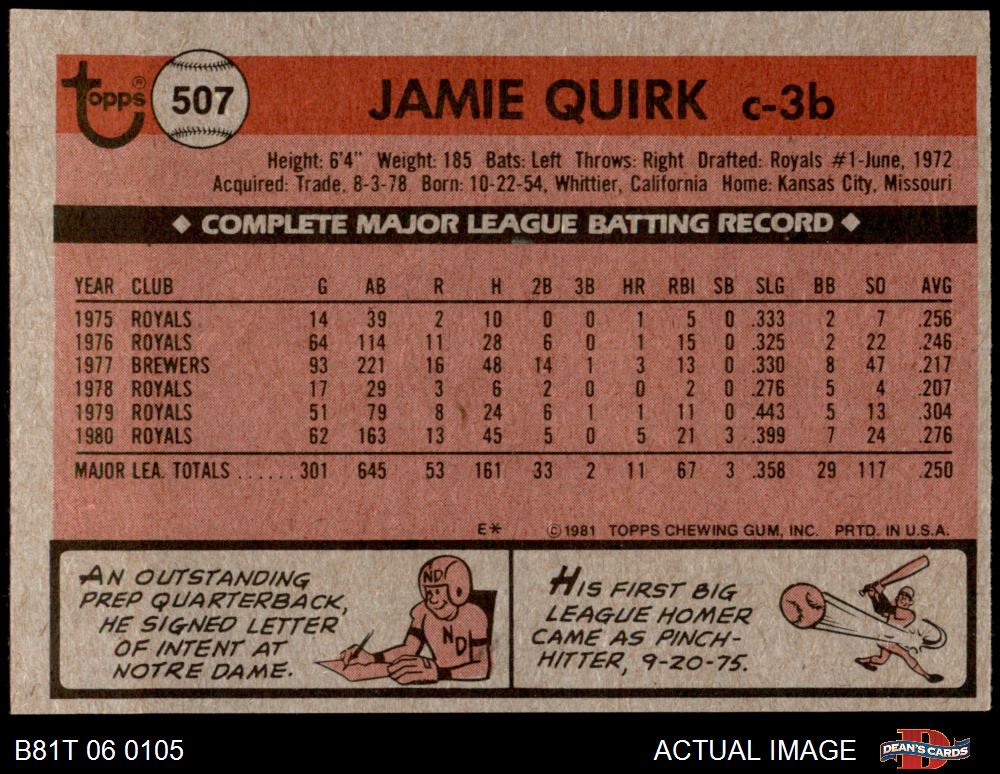 topps®
507
JAMIE QUIRK c-3b
Height: 6'4" Weight: 185 Bats: Left Throws: Right Drafted: Royals #1-June, 1972
Acquired: Trade, 8-3-78 Born: 10-22-54, Whittier, California Home: Kansas City, Missouri
◆ COMPLETE MAJOR LEAGUE BATTING RECORD ◆
YEAR CLUB G AB R H 2B 3B HR RBI SB SLG BB SO AVG
1975 ROYALS 14 39 2 10 0 0 1 5 0 .333 2 7 .256
1976 ROYALS 64 114 11 28 6 0 1 15 0 .325 2 22 .246
1977 BREWERS 93 221 16 48 14 1 3 13 0 .330 8 47 .217
1978 ROYALS 17 29 3 6 2 0 0 2 0 .276 5 4 .207
1979 ROYALS 51 79 8 24 6 1 1 11 0 .443 5 13 .304
1980 ROYALS 62 163 13 45 5 0 5 21 3 .399 7 24 .276
MAJOR LEA. TOTALS ...... 301 645 53 161 33 2 11 67 3 .358 29 117 .250
E* © 1981 TOPPS CHEWING GUM, INC. PRTD. IN U.S.A.
AN OUTSTANDING
PREP QUARTERBACK,
HE SIGNED LETTER
OF INTENT AT
NOTRE DAME.
ND
ND
HIS FIRST BIG
LEAGUE HOMER
CAME AS PINCH-
HITTER, 9-20-75.
B81T 06 0105
ACTUAL IMAGE
DEAN'S CARDS